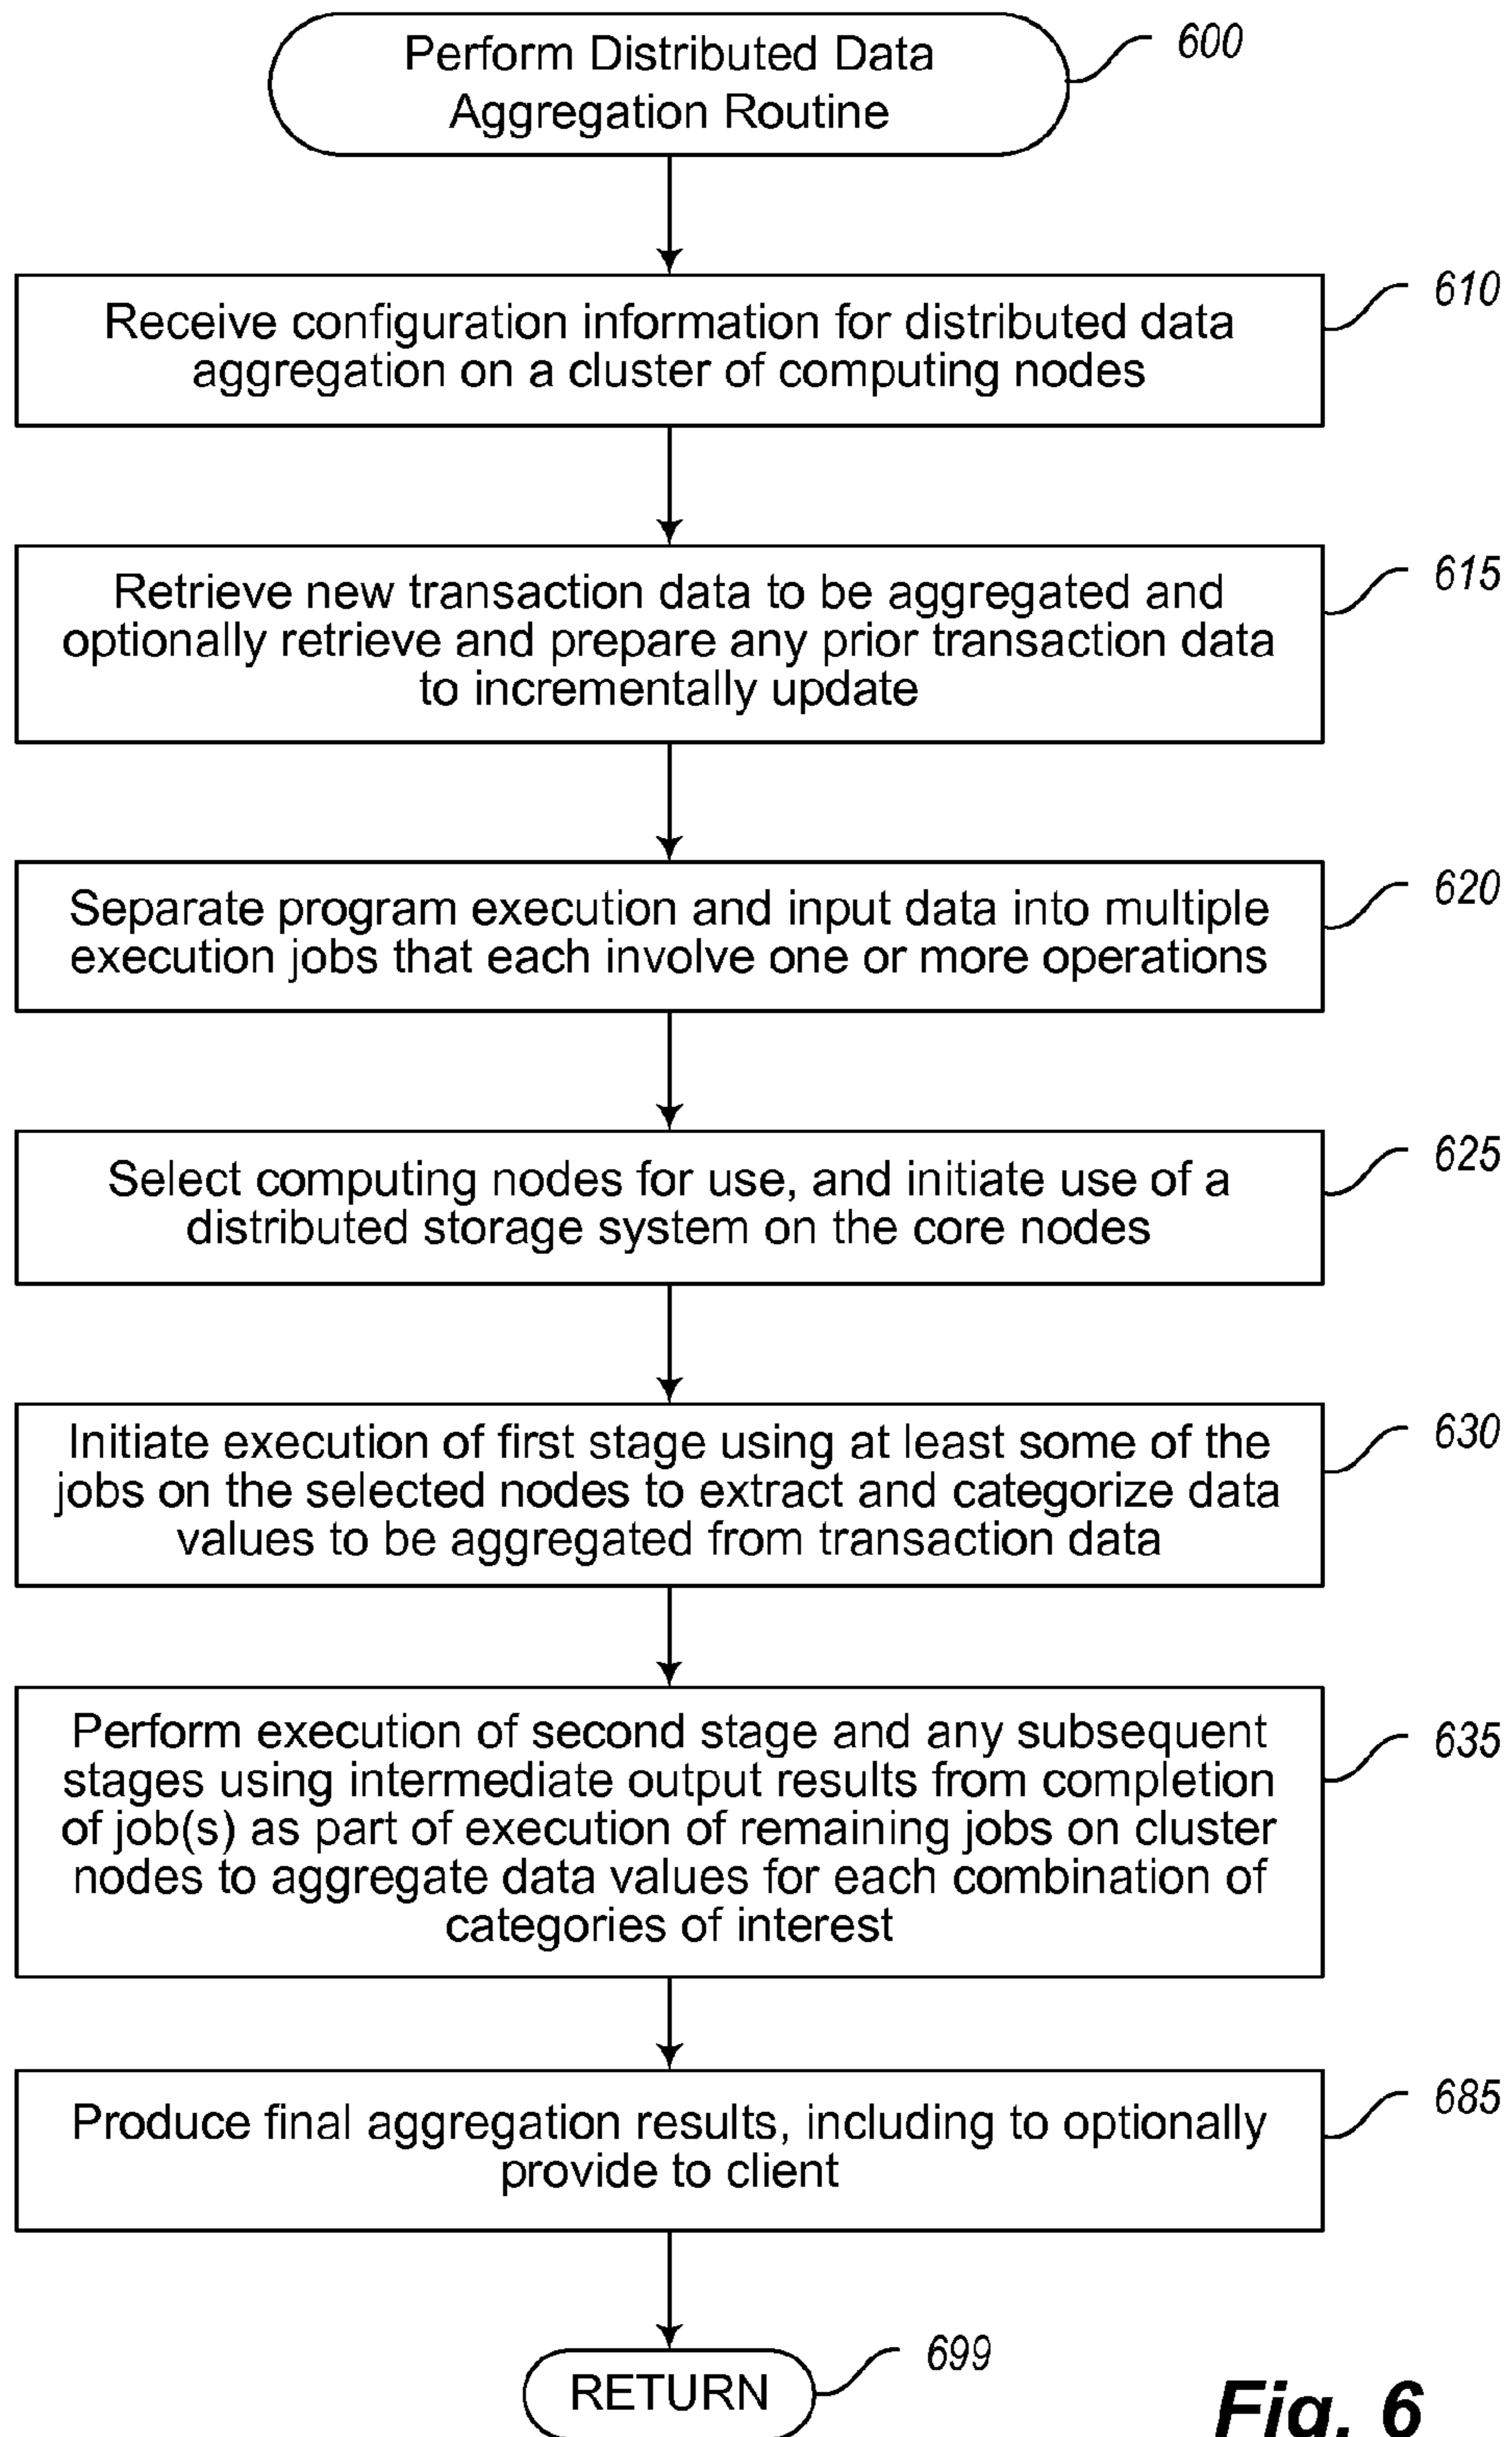 Perform Distributed Data
Aggregation Routine
600
Receive configuration information for distributed data
aggregation on a cluster of computing nodes
610
Retrieve new transaction data to be aggregated and
optionally retrieve and prepare any prior transaction data
to incrementally update
615
Separate program execution and input data into multiple
execution jobs that each involve one or more operations
620
Select computing nodes for use, and initiate use of a
distributed storage system on the core nodes
625
Initiate execution of first stage using at least some of the
jobs on the selected nodes to extract and categorize data
values to be aggregated from transaction data
630
Perform execution of second stage and any subsequent
stages using intermediate output results from completion
of job(s) as part of execution of remaining jobs on cluster
nodes to aggregate data values for each combination of
categories of interest
635
Produce final aggregation results, including to optionally
provide to client
685
RETURN
699
Fig. 6